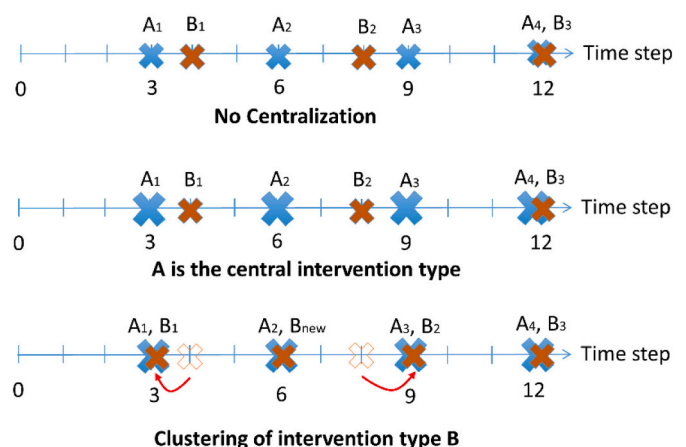 A1 B1 A2 B2 A3 A4, B3
Time step
0 3 6 9 12
No Centralization
A1 B1 A2 B2 A3 A4, B3
Time step
0 3 6 9 12
A is the central intervention type
A1, B1 A2, Bnew A3, B2 A4, B3
Time step
0 3 6 9 12
Clustering of intervention type B